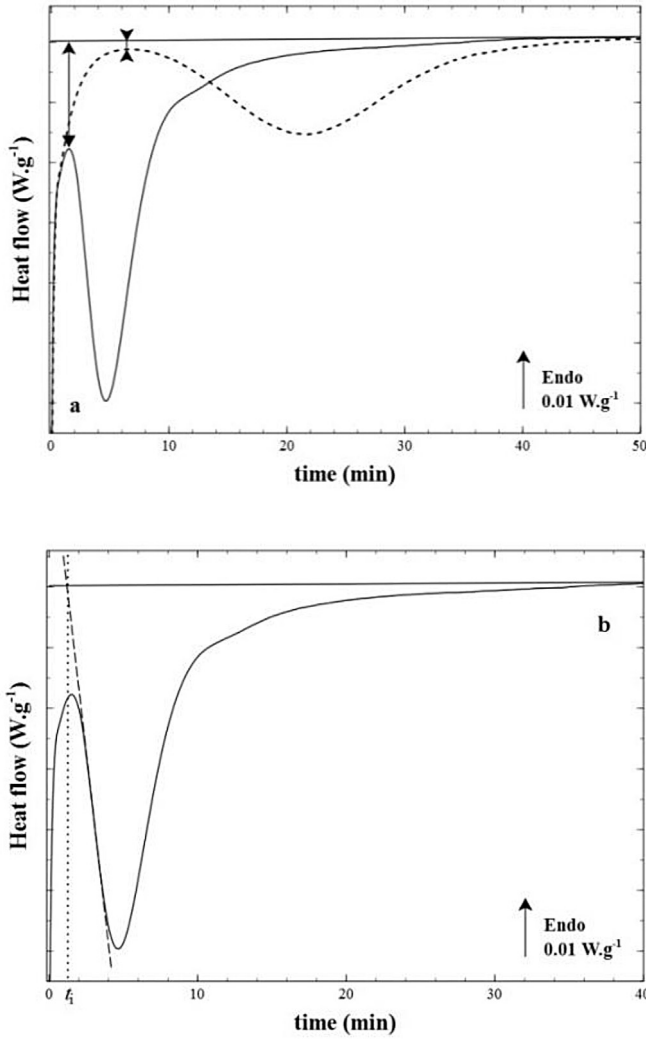 Heat flow (W.g-1)
a
Endo
0.01 W.g-1
0 10 20 30 40 50
time (min)
Heat flow (W.g-1)
b
Endo
0.01 W.g-1
0 ti 10 20 30 40
time (min)